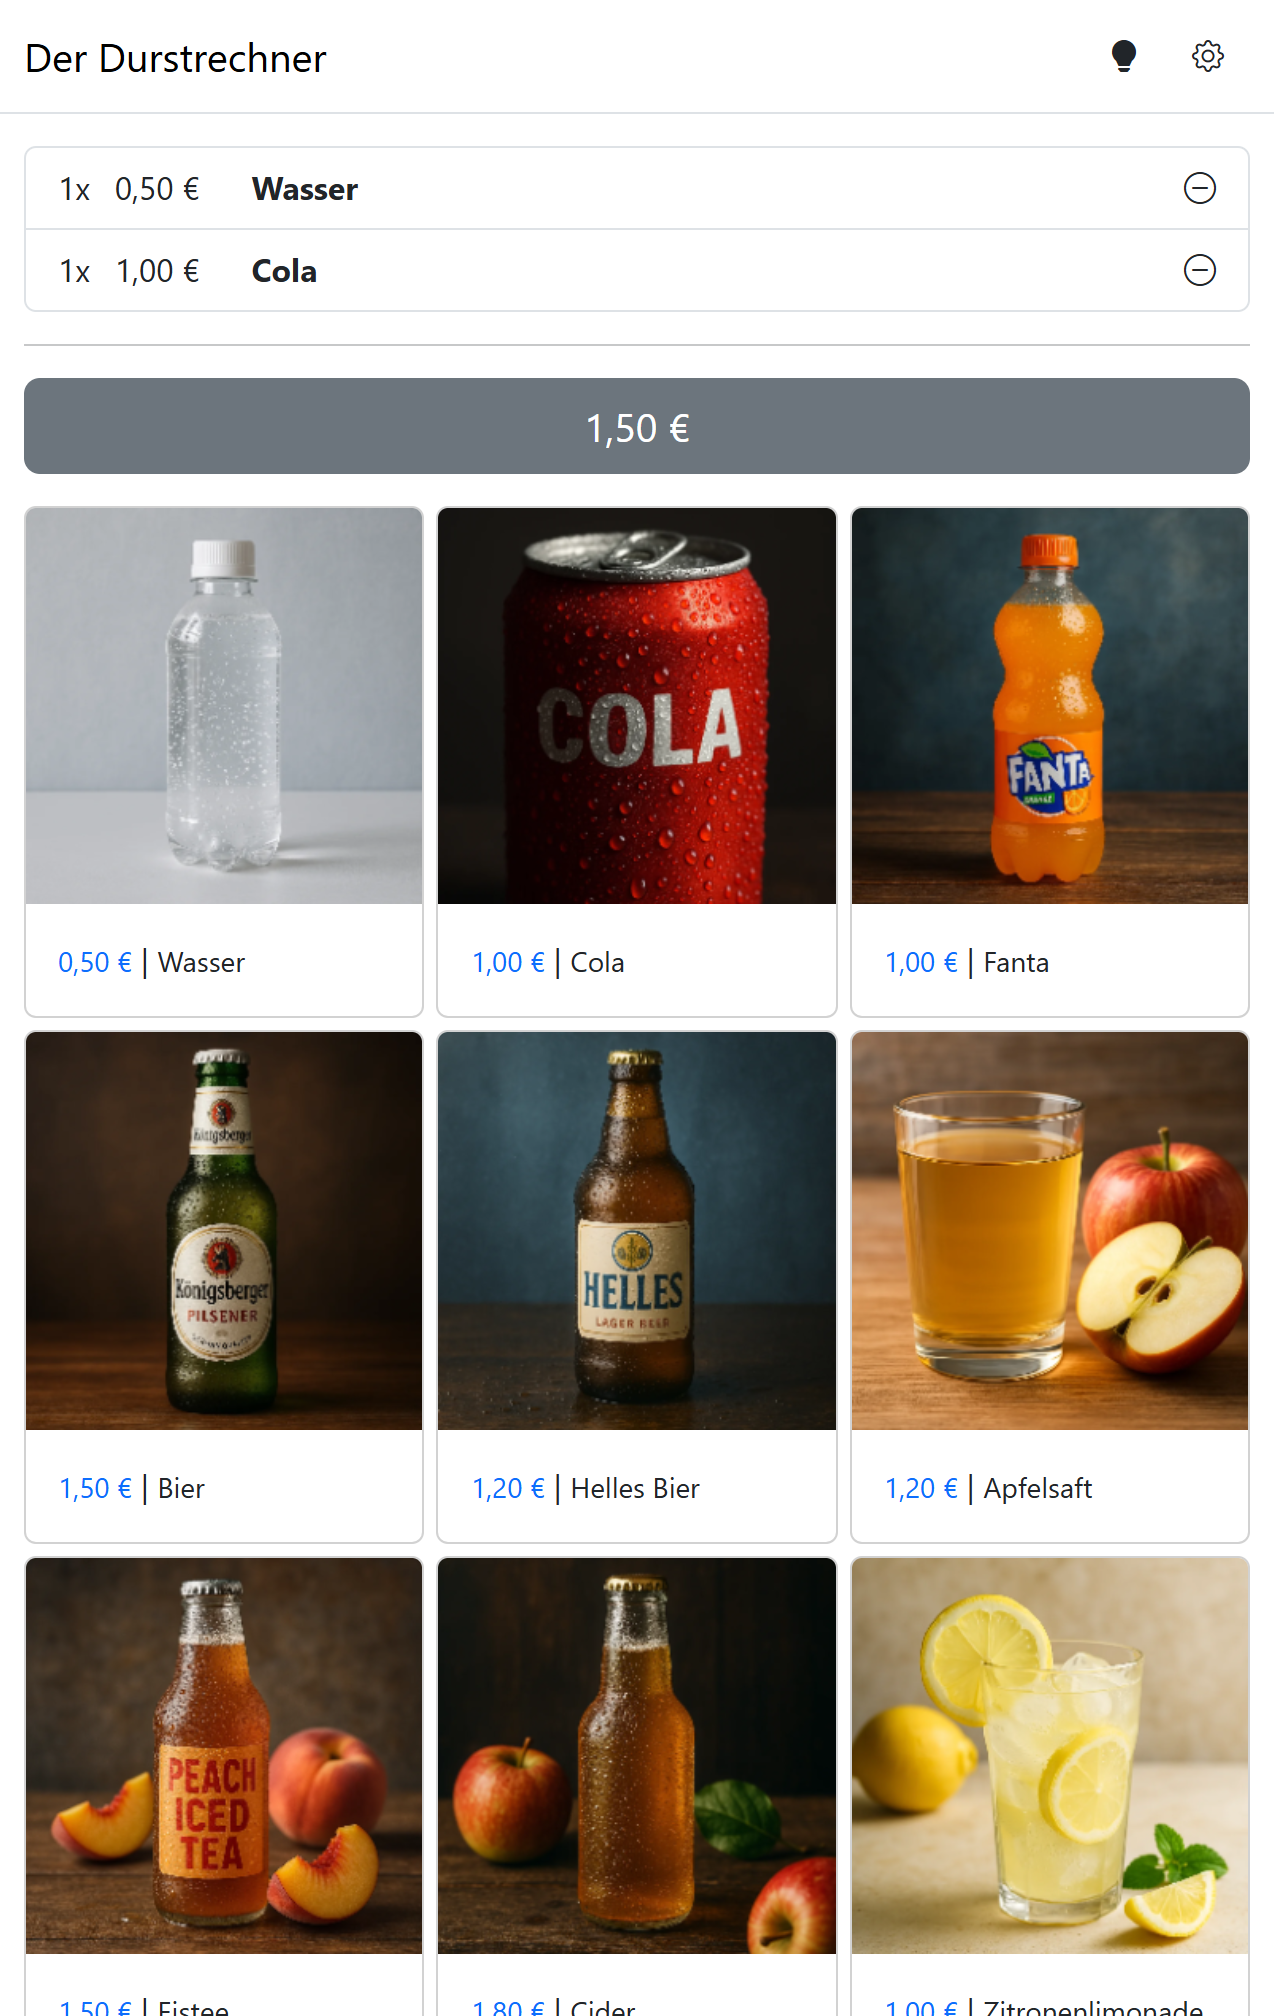 Der Durstrechner
1x 0,50 € Wasser
1x 1,00 € Cola
1,50 €
COLA
FANTA
0,50 € | Wasser
1,00 € | Cola
1,00 € | Fanta
Königsberger
Königsberger
PILSENER
HELLES
LAGER BEER
1,50 € | Bier
1,20 € | Helles Bier
1,20 € | Apfelsaft
PEACH
ICED
TEA
1,50 € | Eistee
1,80 € | Cider
1,00 € | Zitronenlimonade